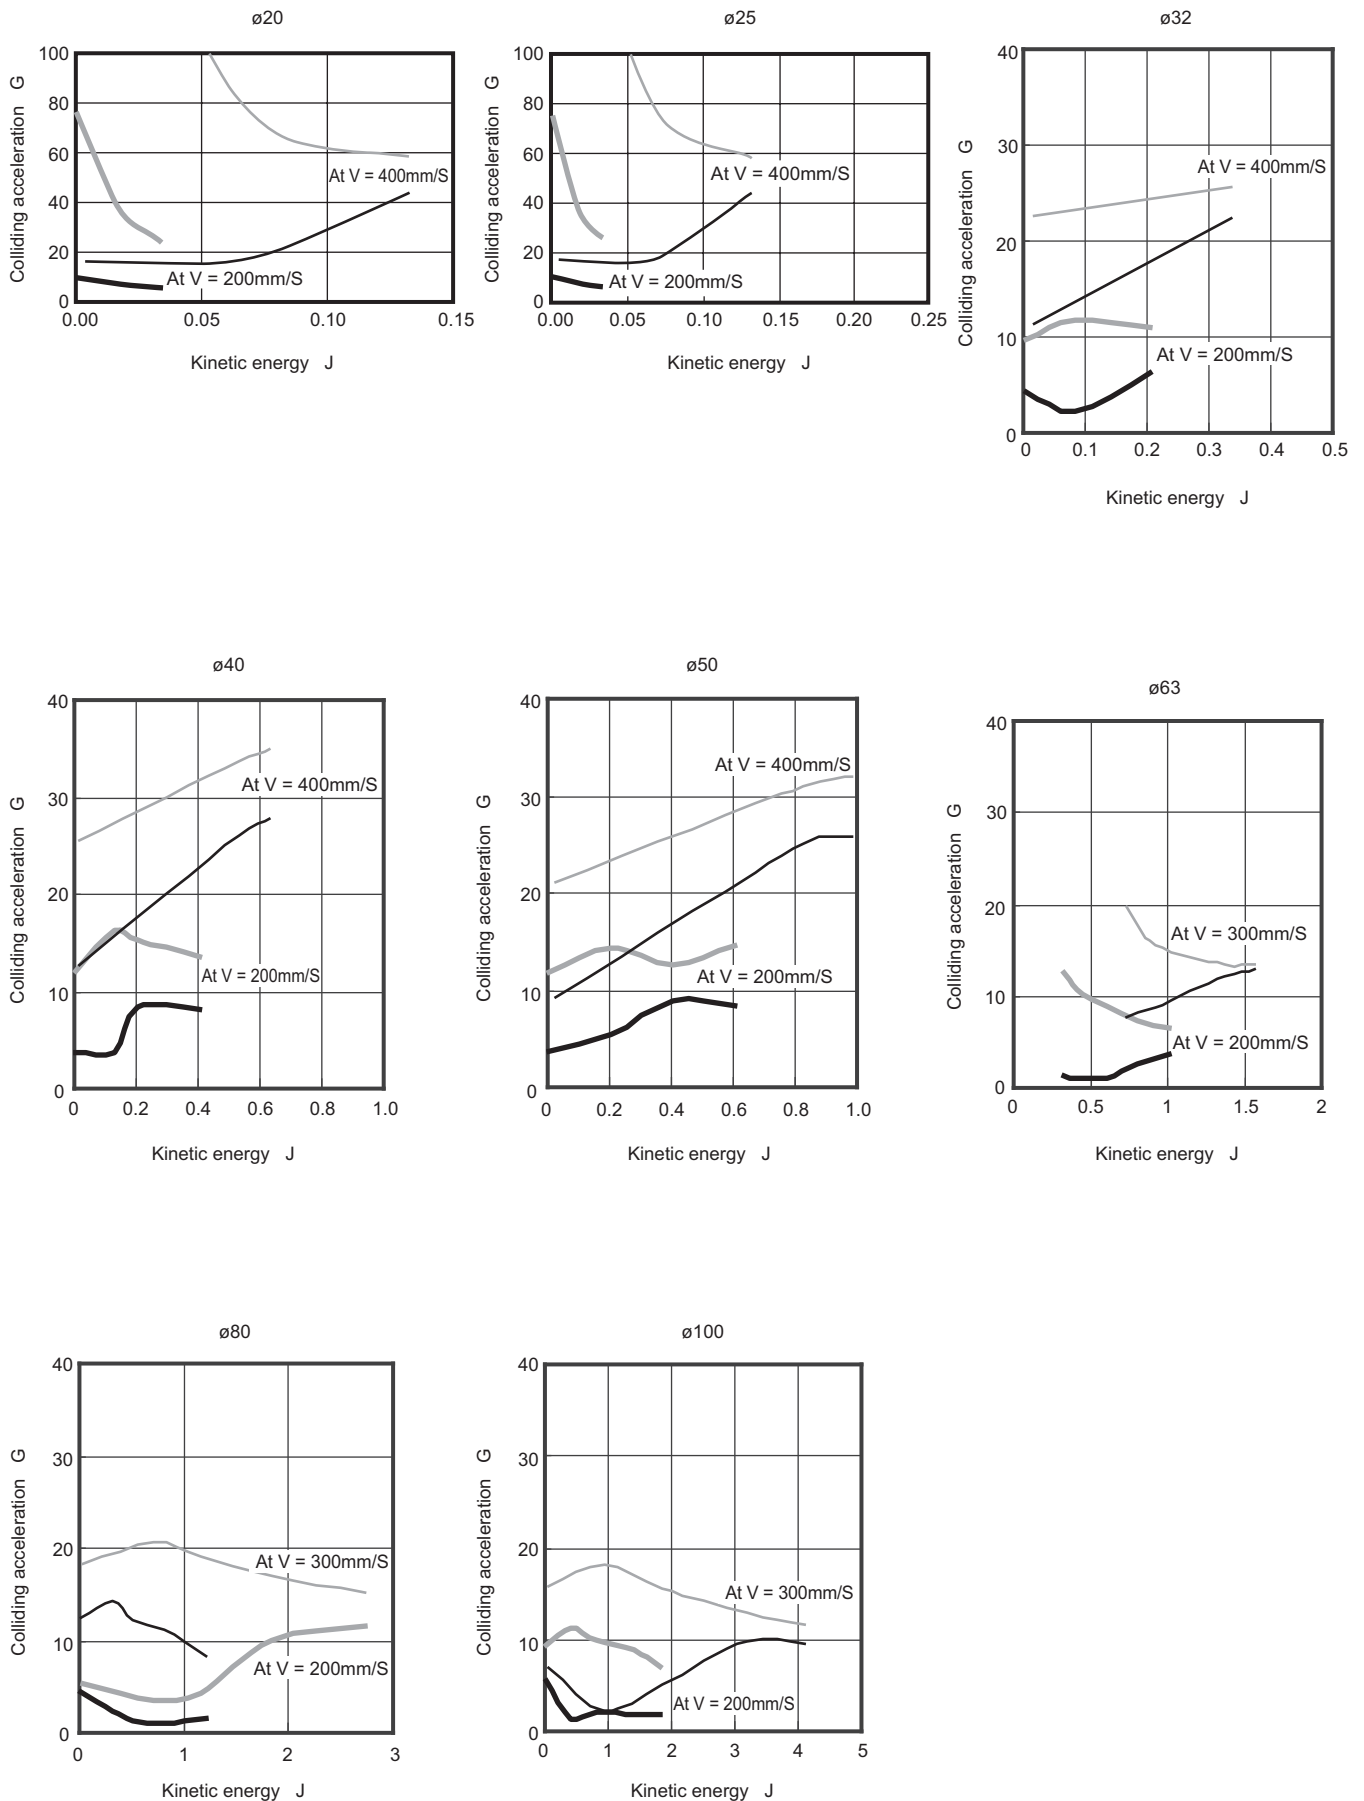 ø20
Colliding acceleration G
100
80
60
40
20
0
At V = 400mm/S
At V = 200mm/S
0.00 0.05 0.10 0.15
Kinetic energy J
ø25
Colliding acceleration G
100
80
60
40
20
0
At V = 400mm/S
At V = 200mm/S
0.00 0.05 0.10 0.15 0.20 0.25
Kinetic energy J
ø32
Colliding acceleration G
40
30
20
10
0
At V = 400mm/S
At V = 200mm/S
0 0.1 0.2 0.3 0.4 0.5
Kinetic energy J
ø40
Colliding acceleration G
40
30
20
10
0
At V = 400mm/S
At V = 200mm/S
0 0.2 0.4 0.6 0.8 1.0
Kinetic energy J
ø50
Colliding acceleration G
40
30
20
10
0
At V = 400mm/S
At V = 200mm/S
0 0.2 0.4 0.6 0.8 1.0
Kinetic energy J
ø63
Colliding acceleration G
40
30
20
10
0
At V = 300mm/S
At V = 200mm/S
0 0.5 1 1.5 2
Kinetic energy J
ø80
Colliding acceleration G
40
30
20
10
0
At V = 300mm/S
At V = 200mm/S
0 1 2 3
Kinetic energy J
ø100
Colliding acceleration G
40
30
20
10
0
At V = 300mm/S
At V = 200mm/S
0 1 2 3 4 5
Kinetic energy J